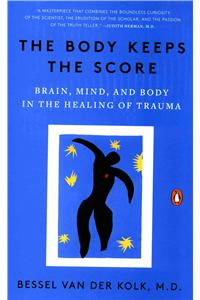 "A MASTERPIECE THAT COMBINES THE BOUNDLESS CURIOSITY
OF THE SCIENTIST, THE ERUDITION OF THE SCHOLAR, AND THE PASSION
OF THE TRUTH TELLER." —JUDITH HERMAN, M.D.
THE BODY KEEPS
THE SCORE
BRAIN, MIND, AND BODY
IN THE HEALING OF TRAUMA
BESSEL VAN DER KOLK, M.D.